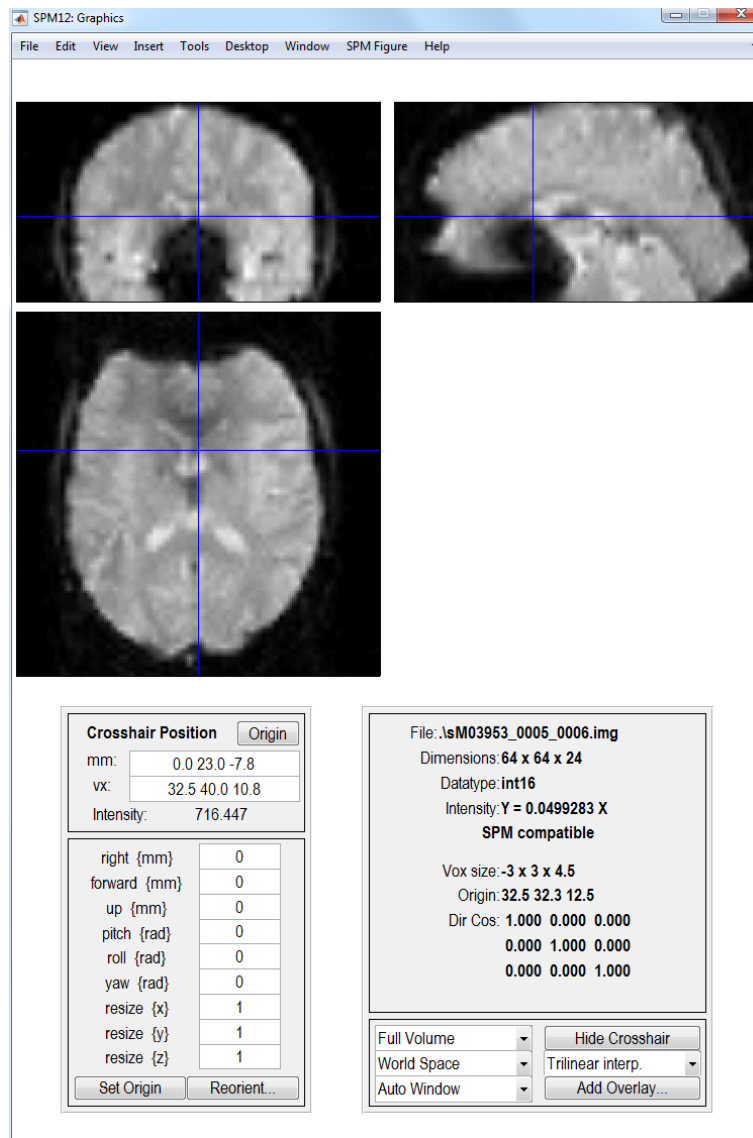 SPM12: Graphics
File Edit View Insert Tools Desktop Window SPM Figure Help
Crosshair Position Origin
mm: 0.0 23.0 -7.8
vx: 32.5 40.0 10.8
Intensity: 716.447
right {mm} 0
forward {mm} 0
up {mm} 0
pitch {rad} 0
roll {rad} 0
yaw {rad} 0
resize {x} 1
resize {y} 1
resize {z} 1
Set Origin Reorient...
File: .\sM03953_0005_0006.img
Dimensions: 64 x 64 x 24
Datatype: int16
Intensity: Y = 0.0499283 X
SPM compatible
Vox size: -3 x 3 x 4.5
Origin: 32.5 32.3 12.5
Dir Cos: 1.000 0.000 0.000
0.000 1.000 0.000
0.000 0.000 1.000
Full Volume Hide Crosshair
World Space Trilinear interp.
Auto Window Add Overlay...